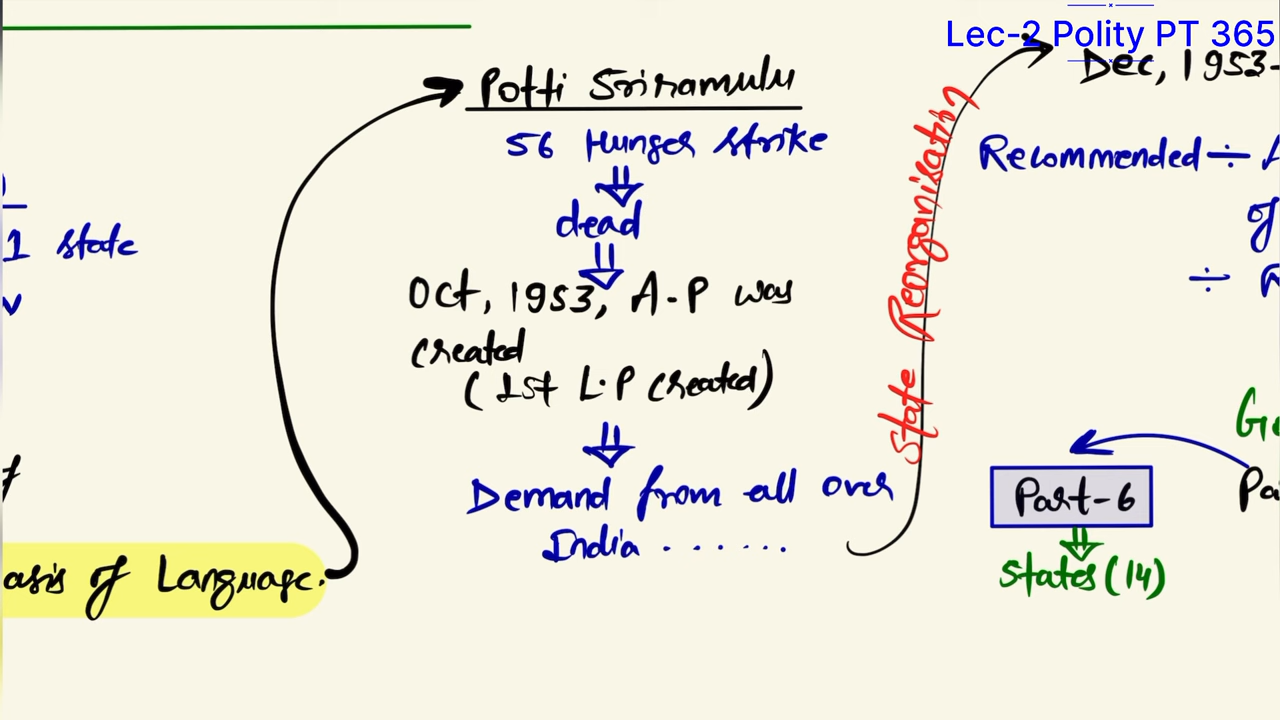 Lec-2 Polity PT 365
1 state
asis of Language.
Potti Sriramulu
56 Hunger strike
dead
Oct, 1953, A.P was
created
(1st L.P created)
Demand from all over
India . . . . . .
State Reorganisation
Dec, 1953-
Recommended ÷
of
÷
Part-6
States (14)